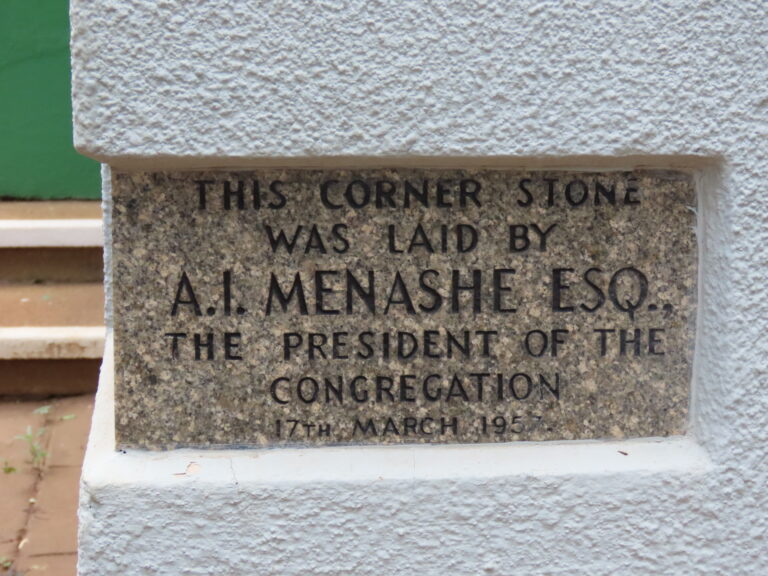 THIS CORNER STONE
WAS LAID BY
A.I. MENASHE ESQ.,
THE PRESIDENT OF THE
CONGREGATION
17TH MARCH 1957.